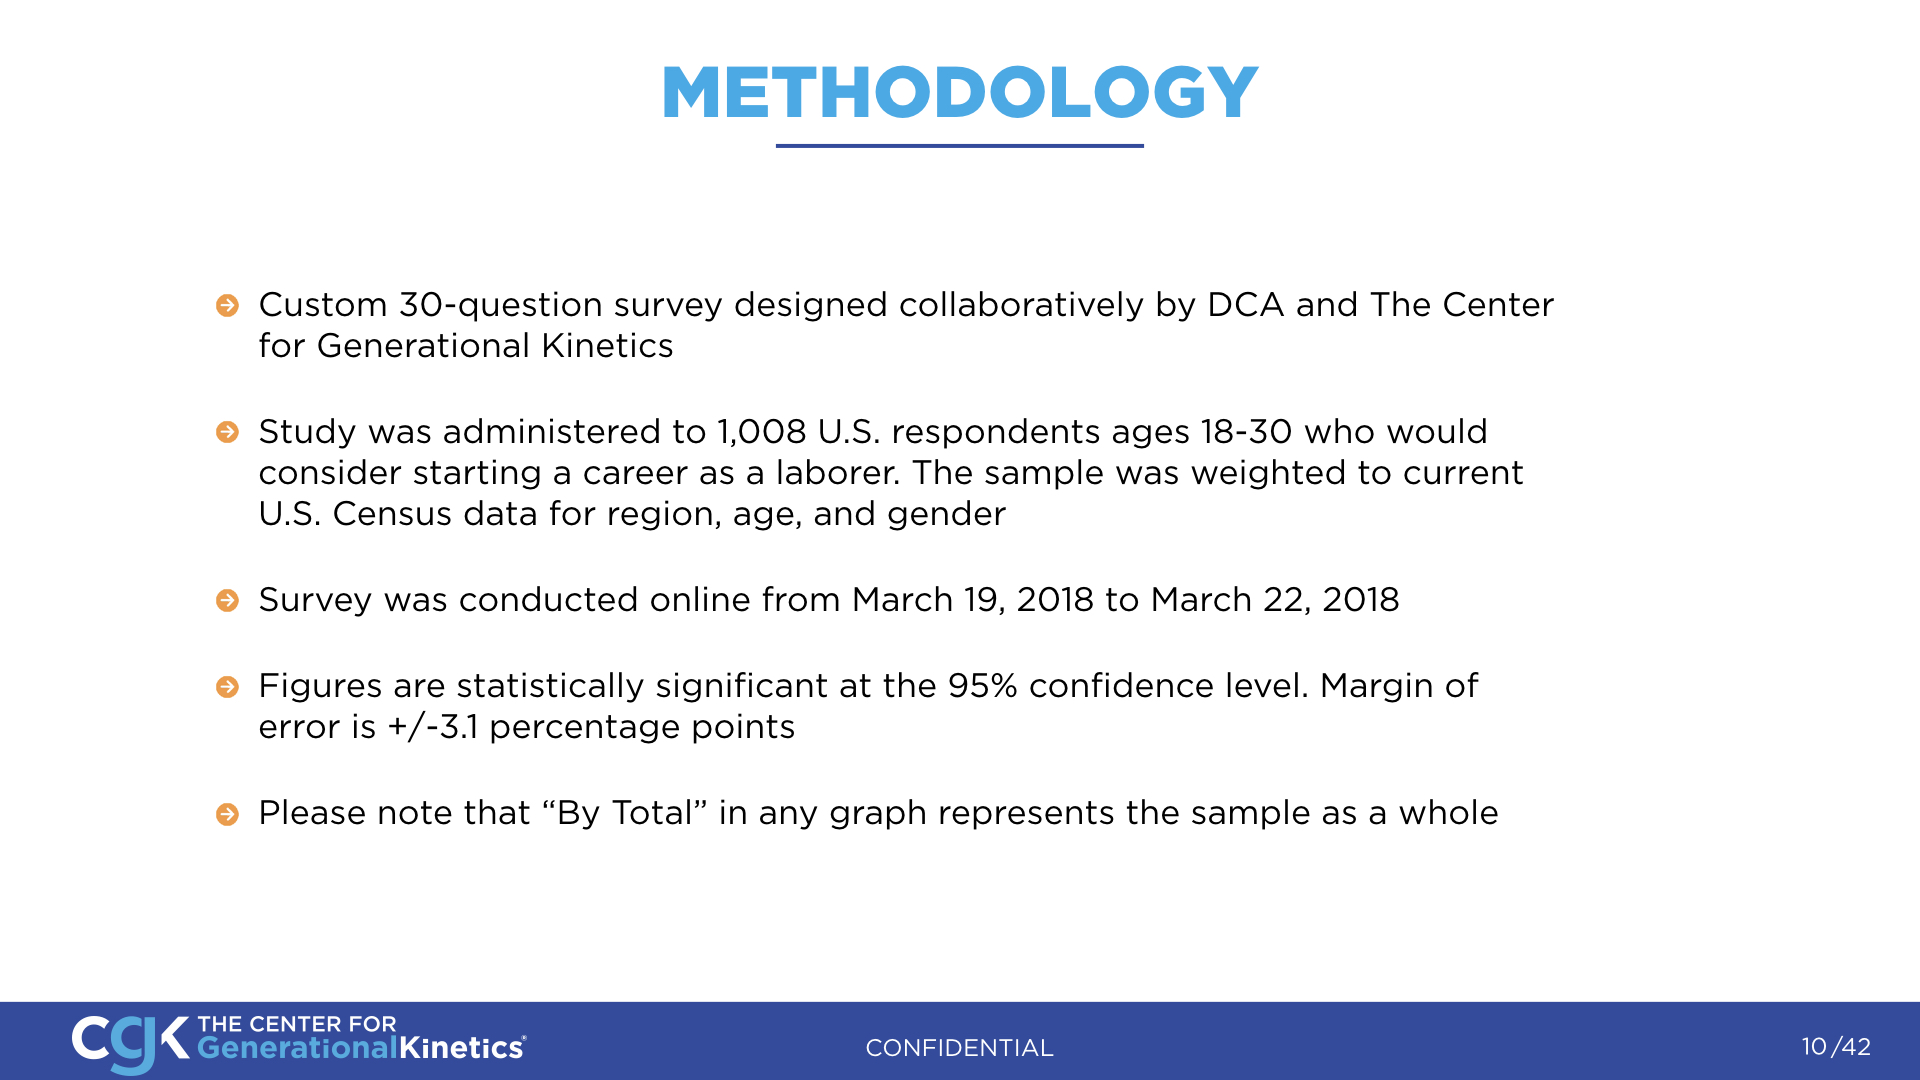 METHODOLOGY
Custom 30-question survey designed collaboratively by DCA and The Center
for Generational Kinetics
Study was administered to 1,008 U.S. respondents ages 18-30 who would
consider starting a career as a laborer. The sample was weighted to current
U.S. Census data for region, age, and gender
Survey was conducted online from March 19, 2018 to March 22, 2018
Figures are statistically significant at the 95% confidence level. Margin of
error is +/-3.1 percentage points
Please note that “By Total” in any graph represents the sample as a whole
cgk THE CENTER FOR
GenerationalKinetics®
CONFIDENTIAL
10 /42